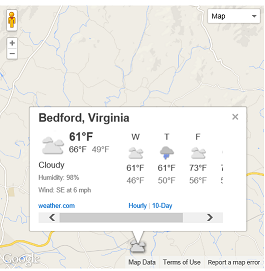 Map
Bedford, Virginia
61°F
66°F 49°F
Cloudy
Humidity: 98%
Wind: SE at 6 mph
W T F
61°F 61°F 73°F
46°F 50°F 56°F
weather.com Hourly | 10-Day
Google Map Data Terms of Use Report a map error